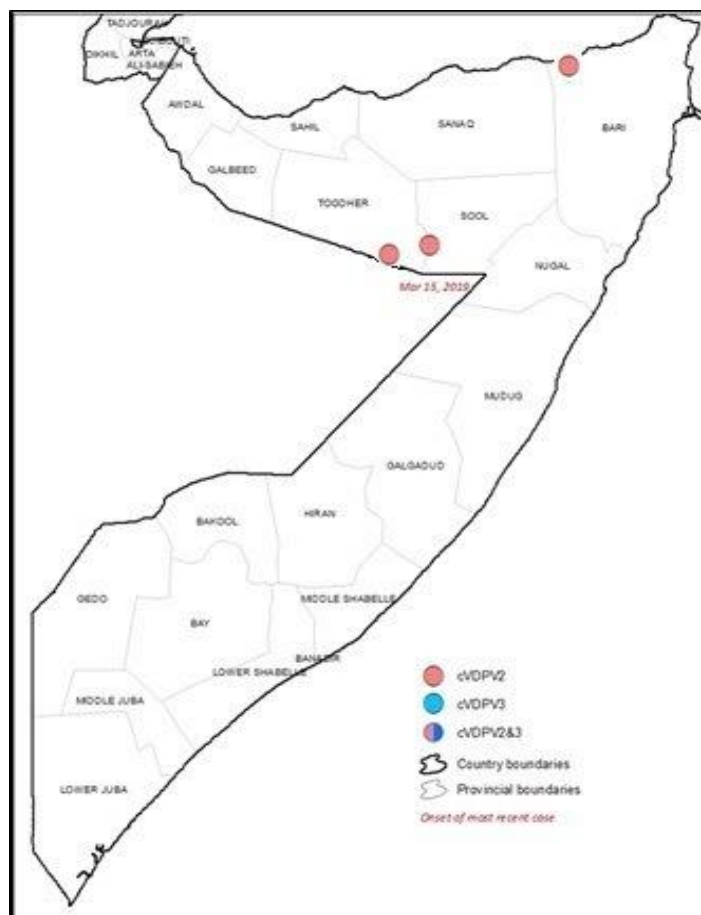 TADJOURAH
DIKHIL
ARTA
ALI-SABIEH
AWDAL
SAHIL
SANAQ
BARI
GALBEED
TOGDHER
SOOL
NUGAL
Mar 15, 2019
MUDUG
GALGADUD
HIRAN
BAKOOL
GEDO
MIDDLE SHABELLE
BAY
BANADIR
LOWER SHABELLE
MIDDLE JUBA
LOWER JUBA
cVDPV2
cVDPV3
cVDPV2&3
Country boundaries
Provincial boundaries
Onset of most recent case